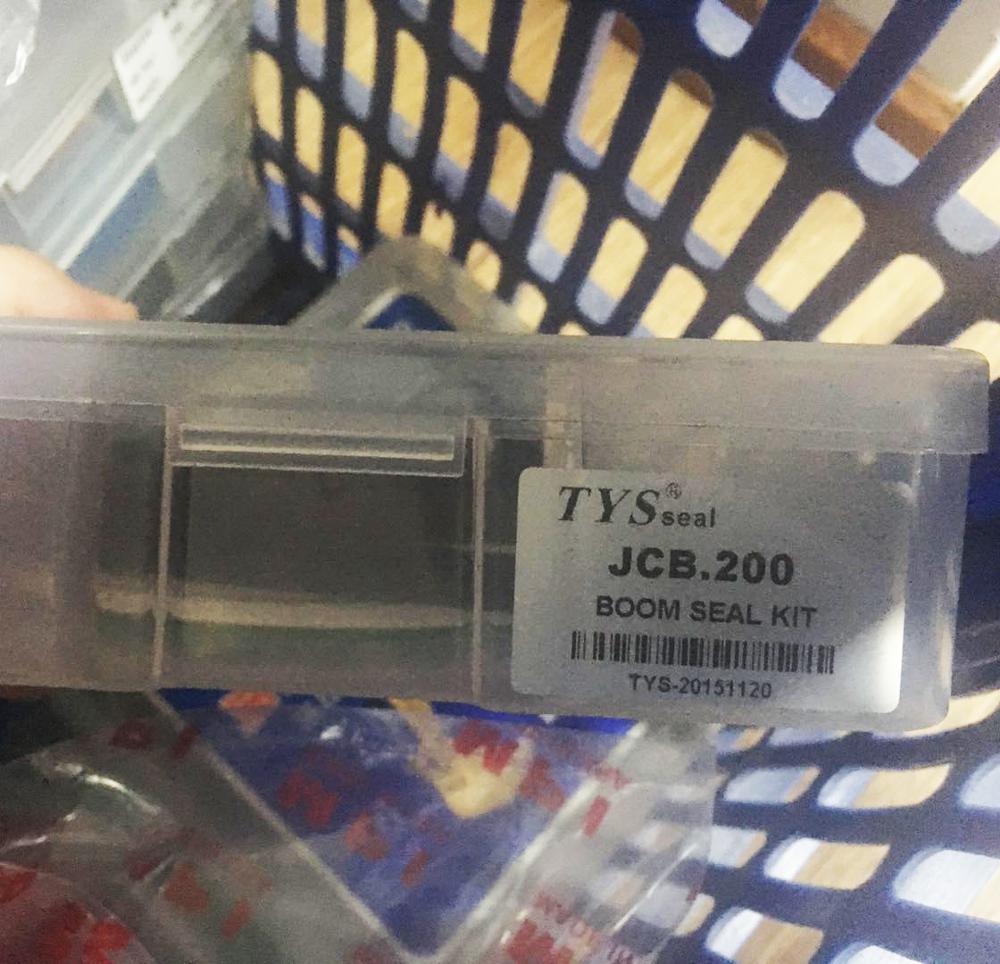 TYS® seal
JCB.200
BOOM SEAL KIT
TYS-20151120